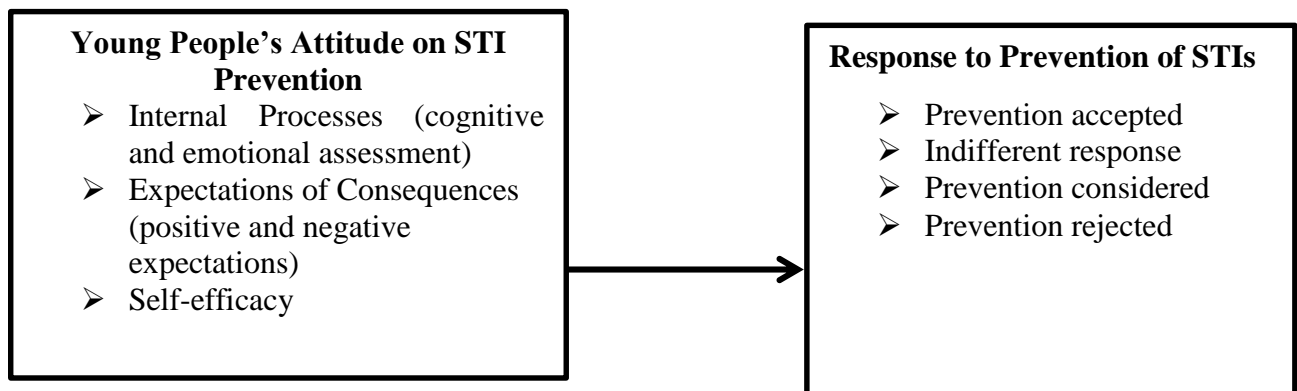 Young People’s Attitude on STI
Prevention
➢ Internal Processes (cognitive
and emotional assessment)
➢ Expectations of Consequences
(positive and negative
expectations)
➢ Self-efficacy
Response to Prevention of STIs
➢ Prevention accepted
➢ Indifferent response
➢ Prevention considered
➢ Prevention rejected